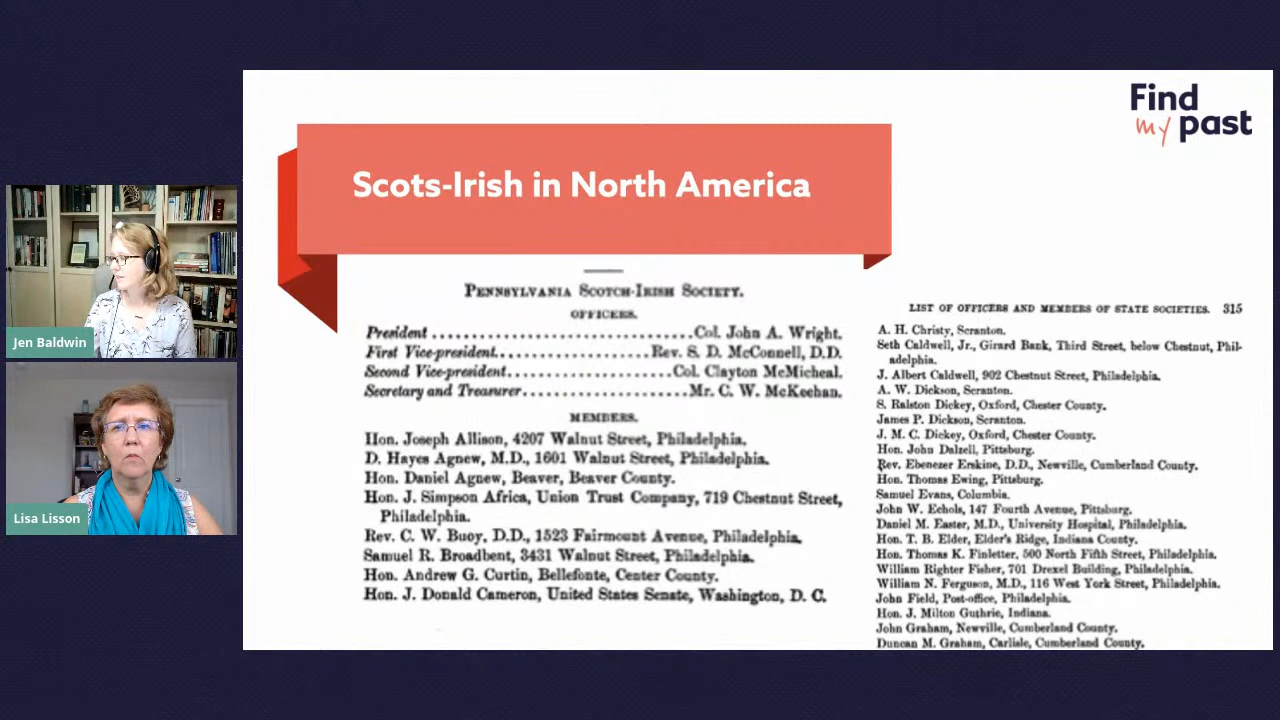 Find
my past
Scots-Irish in North America
PENNSYLVANIA SCOTCH-IRISH SOCIETY.
OFFICERS.
President ..................................Col. John A. Wright.
First Vice-president....................Rev. S. D. McConnell, D.D.
Second Vice-president.....................Col. Clayton McMicheal.
Secretary and Treasurer.....................Mr. C. W. McKeehan.
MEMBERS.
Hon. Joseph Allison, 4207 Walnut Street, Philadelphia.
D. Hayes Agnew, M.D., 1601 Walnut Street, Philadelphia.
Hon. Daniel Agnew, Beaver, Beaver County.
Hon. J. Simpson Africa, Union Trust Company, 719 Chestnut Street,
Philadelphia.
Rev. C. W. Buoy, D.D., 1523 Fairmount Avenue, Philadelphia.
Samuel R. Broadbent, 3431 Walnut Street, Philadelphia.
Hon. Andrew G. Curtin, Bellefonte, Center County.
Hon. J. Donald Cameron, United States Senate, Washington, D. C.
LIST OF OFFICERS AND MEMBERS OF STATE SOCIETIES. 315
A. H. Christy, Scranton.
Seth Caldwell, Jr., Girard Bank, Third Street, below Chestnut, Phil-
adelphia.
J. Albert Caldwell, 902 Chestnut Street, Philadelphia.
A. W. Dickson, Scranton.
S. Ralston Dickey, Oxford, Chester County.
James P. Dickson, Scranton.
J. M. C. Dickey, Oxford, Chester County.
Hon. John Dalzell, Pittsburg.
Rev. Ebenezer Erskine, D.D., Newville, Cumberland County.
Hon. Thomas Ewing, Pittsburg.
Samuel Evans, Columbia.
John W. Echols, 147 Fourth Avenue, Pittsburg.
Daniel M. Easter, M.D., University Hospital, Philadelphia.
Hon. T. B. Elder, Elder's Ridge, Indiana County.
Hon. Thomas K. Finletter, 500 North Fifth Street, Philadelphia.
William Righter Fisher, 701 Drexel Building, Philadelphia.
William N. Ferguson, M.D., 116 West York Street, Philadelphia.
John Field, Post-office, Philadelphia.
Hon. J. Milton Guthrie, Indiana.
John Graham, Newville, Cumberland County.
Duncan M. Graham, Carlisle, Cumberland County.
Jen Baldwin
Lisa Lisson